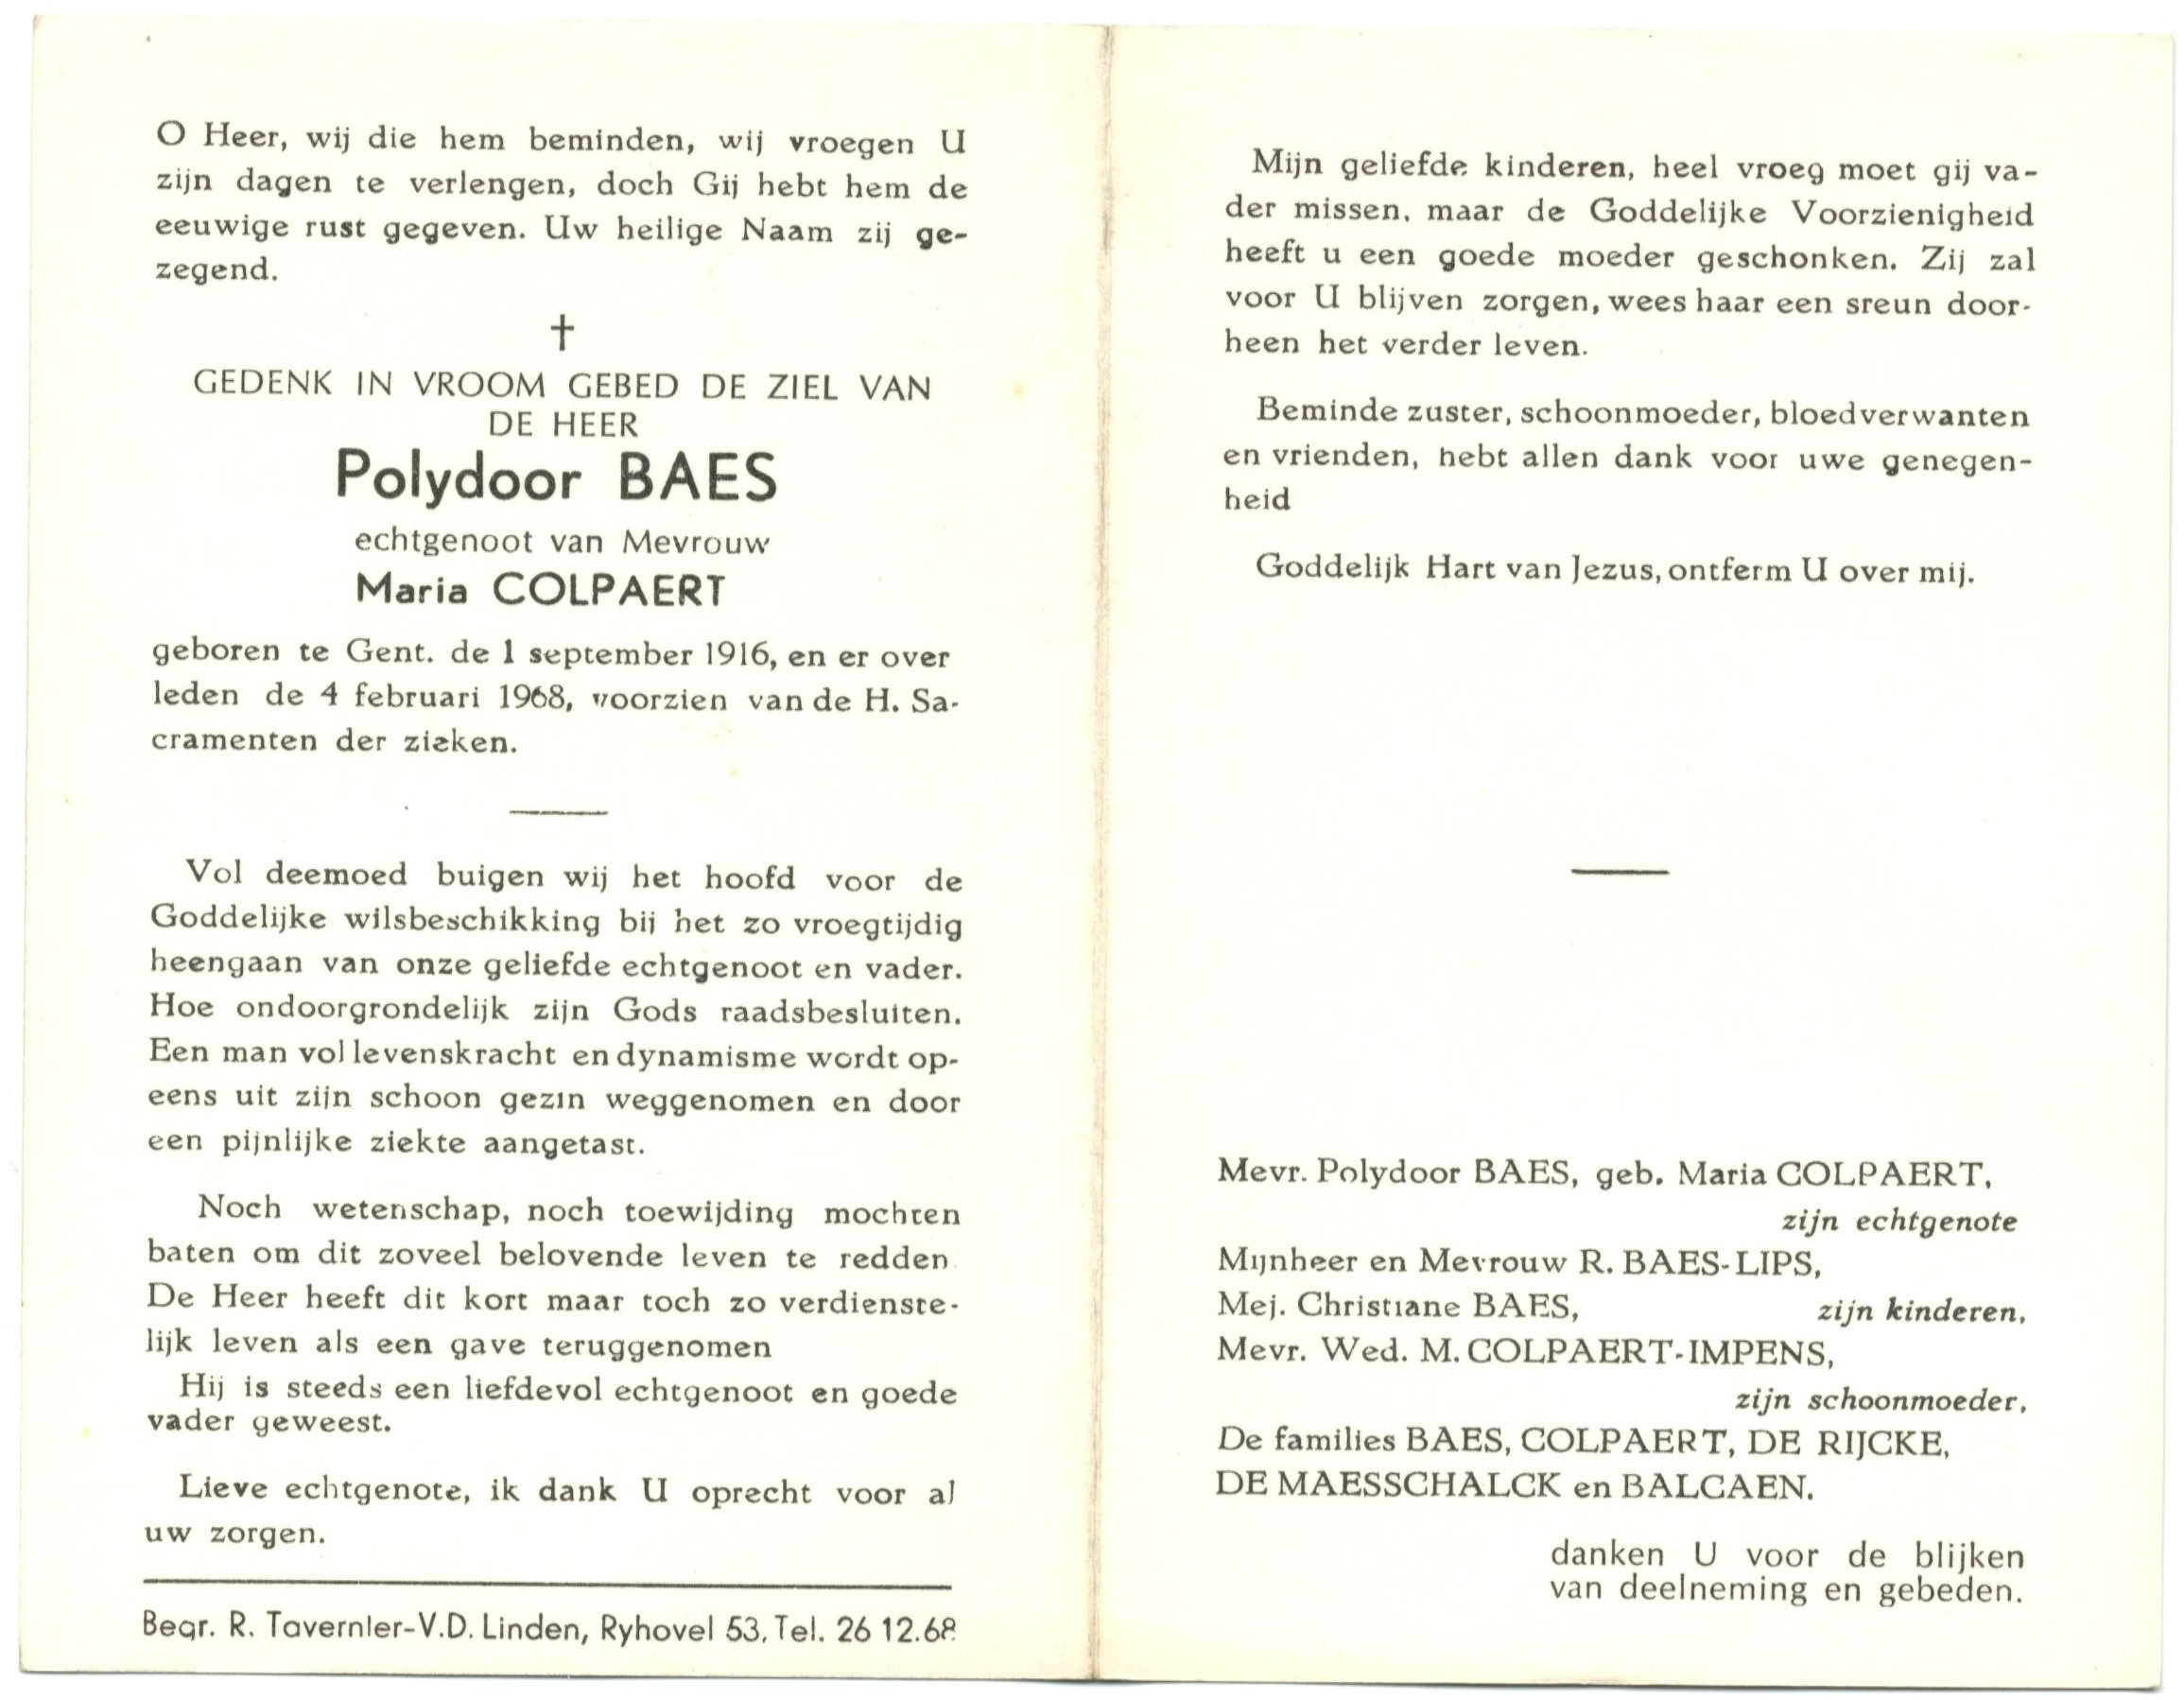 O Heer, wij die hem beminden, wij vroegen U
zijn dagen te verlengen, doch Gij hebt hem de
eeuwige rust gegeven. Uw heilige Naam zij ge-
zegend.
†
GEDENK IN VROOM GEBED DE ZIEL VAN
DE HEER
Polydoor BAES
echtgenoot van Mevrouw
Maria COLPAERT
geboren te Gent. de 1 september 1916, en er over
leden de 4 februari 1968, voorzien van de H. Sa-
cramenten der zieken.
Vol deemoed buigen wij het hoofd voor de
Goddelijke wilsbeschikking bij het zo vroegtijdig
heengaan van onze geliefde echtgenoot en vader.
Hoe ondoorgrondelijk zijn Gods raadsbesluiten.
Een man vol levenskracht en dynamisme wordt op-
eens uit zijn schoon gezin weggenomen en door
een pijnlijke ziekte aangetast.
Noch wetenschap, noch toewijding mochten
baten om dit zoveel belovende leven te redden.
De Heer heeft dit kort maar toch zo verdienste-
lijk leven als een gave teruggenomen
Hij is steeds een liefdevol echtgenoot en goede
vader geweest.
Lieve echtgenote, ik dank U oprecht voor al
uw zorgen.
Begr. R. Tavernier-V.D. Linden, Ryhovel 53, Tel. 26 12.68
Mijn geliefde kinderen, heel vroeg moet gij va-
der missen, maar de Goddelijke Voorzienigheid
heeft u een goede moeder geschonken. Zij zal
voor U blijven zorgen, wees haar een sreun door-
heen het verder leven.
Beminde zuster, schoonmoeder, bloedverwanten
en vrienden, hebt allen dank voor uwe genegen-
heid
Goddelijk Hart van Jezus, ontferm U over mij.
Mevr. Polydoor BAES, geb. Maria COLPAERT,
zijn echtgenote
Mijnheer en Mevrouw R. BAES-LIPS,
Mej. Christiane BAES, zijn kinderen,
Mevr. Wed. M. COLPAERT-IMPENS,
zijn schoonmoeder,
De families BAES, COLPAERT, DE RIJCKE,
DE MAESSCHALCK en BALCAEN.
danken U voor de blijken
van deelneming en gebeden.